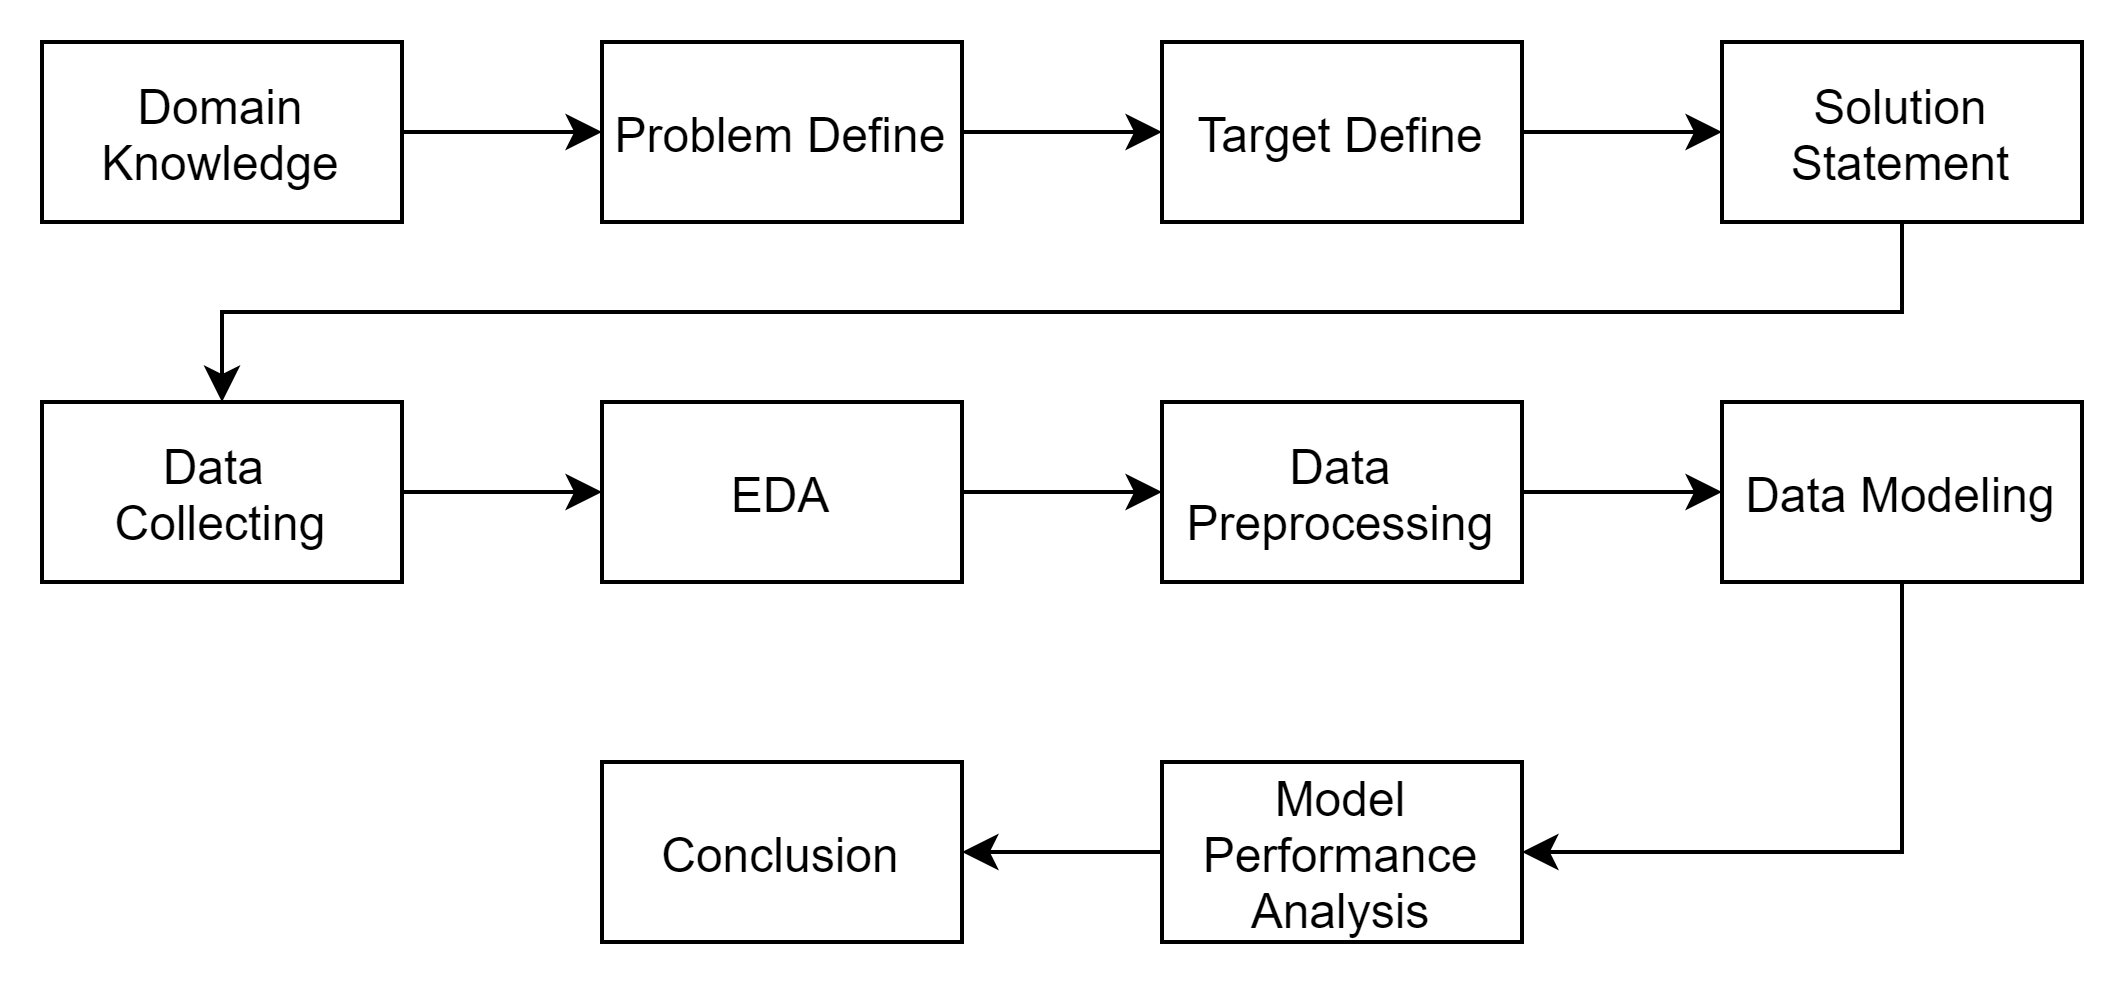 Domain
Knowledge
Problem Define
Target Define
Solution
Statement
Data
Collecting
EDA
Data
Preprocessing
Data Modeling
Conclusion
Model
Performance
Analysis